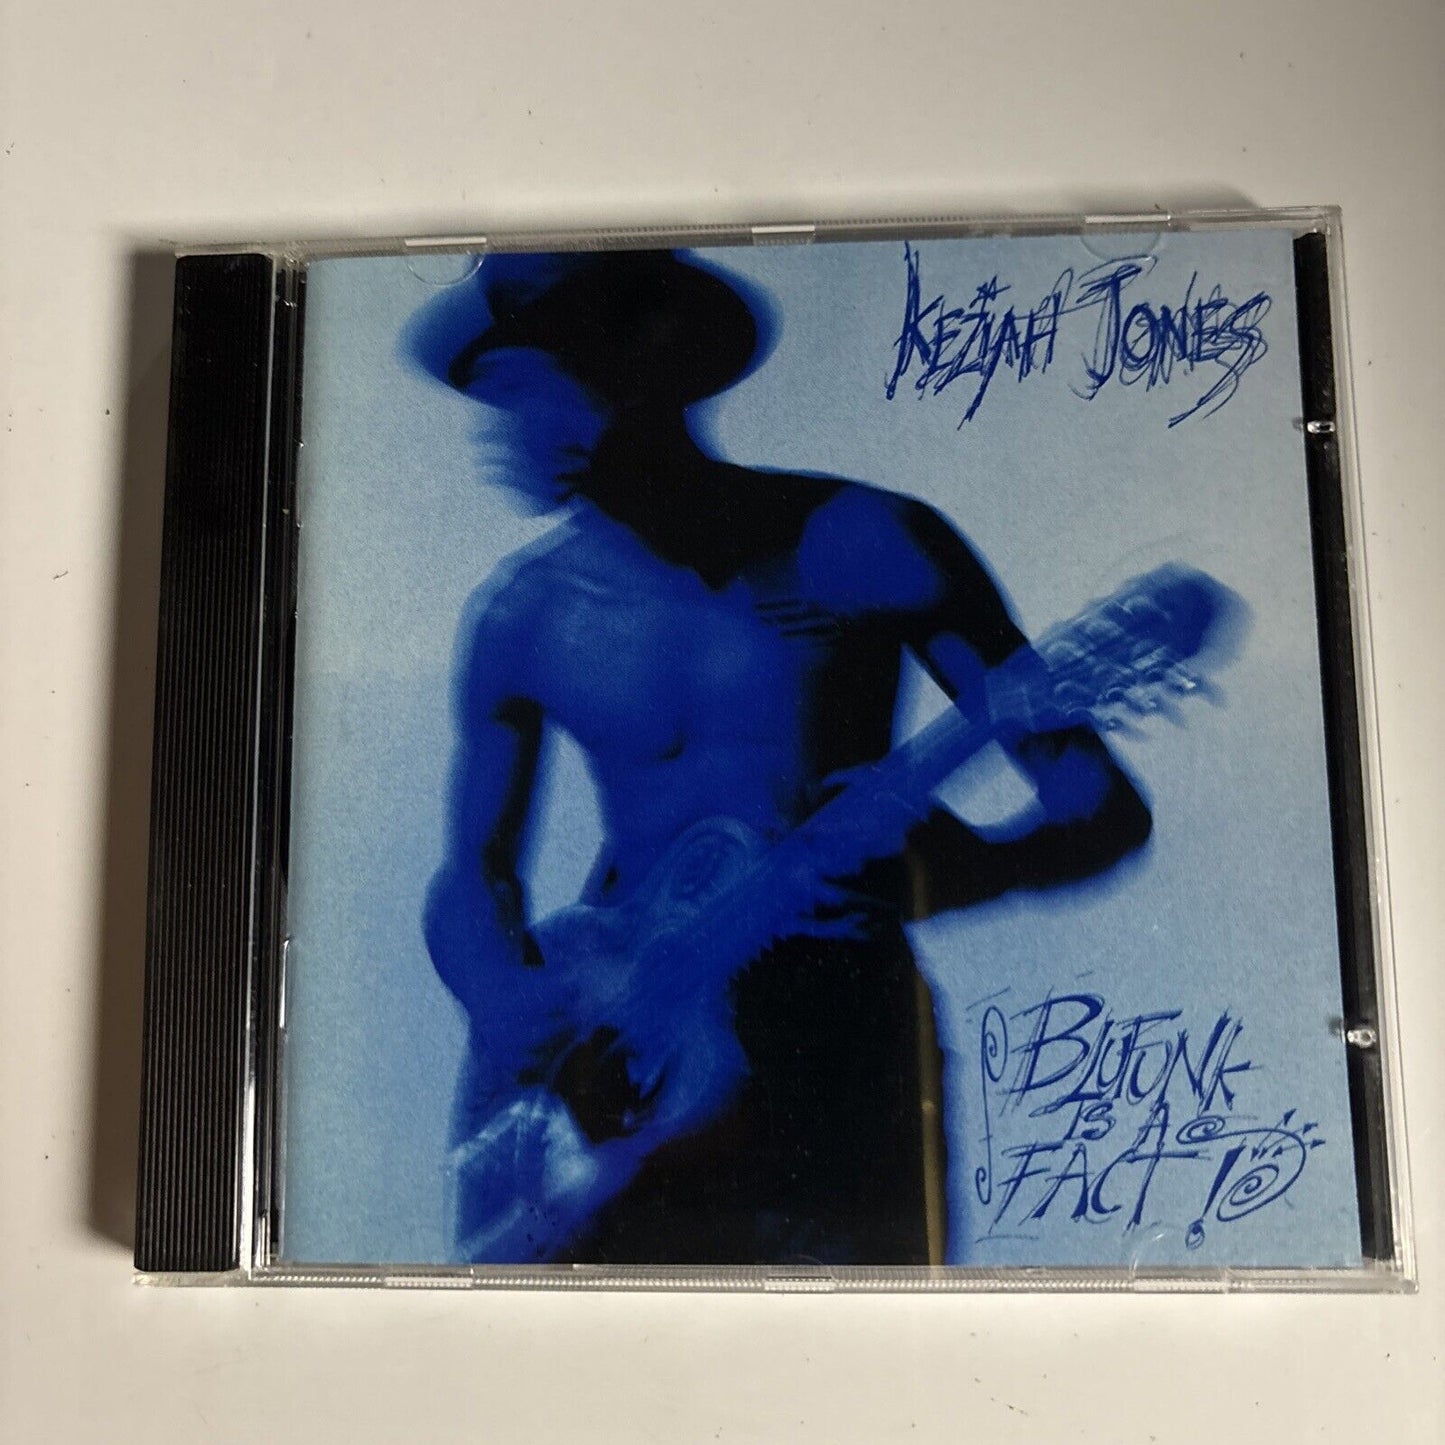 KEZIAH JONES
BLUFUNK
IS A
FACT!